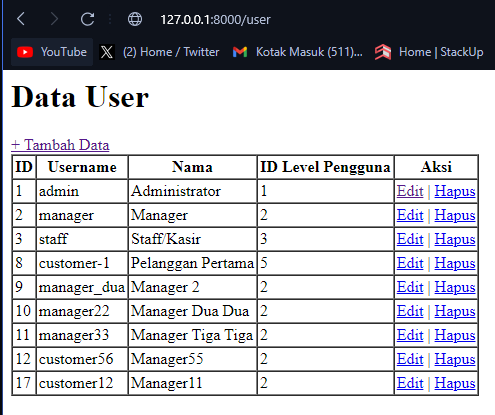 127.0.0.1:8000/user
YouTube (2) Home / Twitter Kotak Masuk (511)... Home | StackUp
Data User
+ Tambah Data
ID Username Nama ID Level Pengguna Aksi
1 admin Administrator 1 Edit | Hapus
2 manager Manager 2 Edit | Hapus
3 staff Staff/Kasir 3 Edit | Hapus
8 customer-1 Pelanggan Pertama 5 Edit | Hapus
9 manager_dua Manager 2 2 Edit | Hapus
10 manager22 Manager Dua Dua 2 Edit | Hapus
11 manager33 Manager Tiga Tiga 2 Edit | Hapus
12 customer56 Manager55 2 Edit | Hapus
17 customer12 Manager11 2 Edit | Hapus